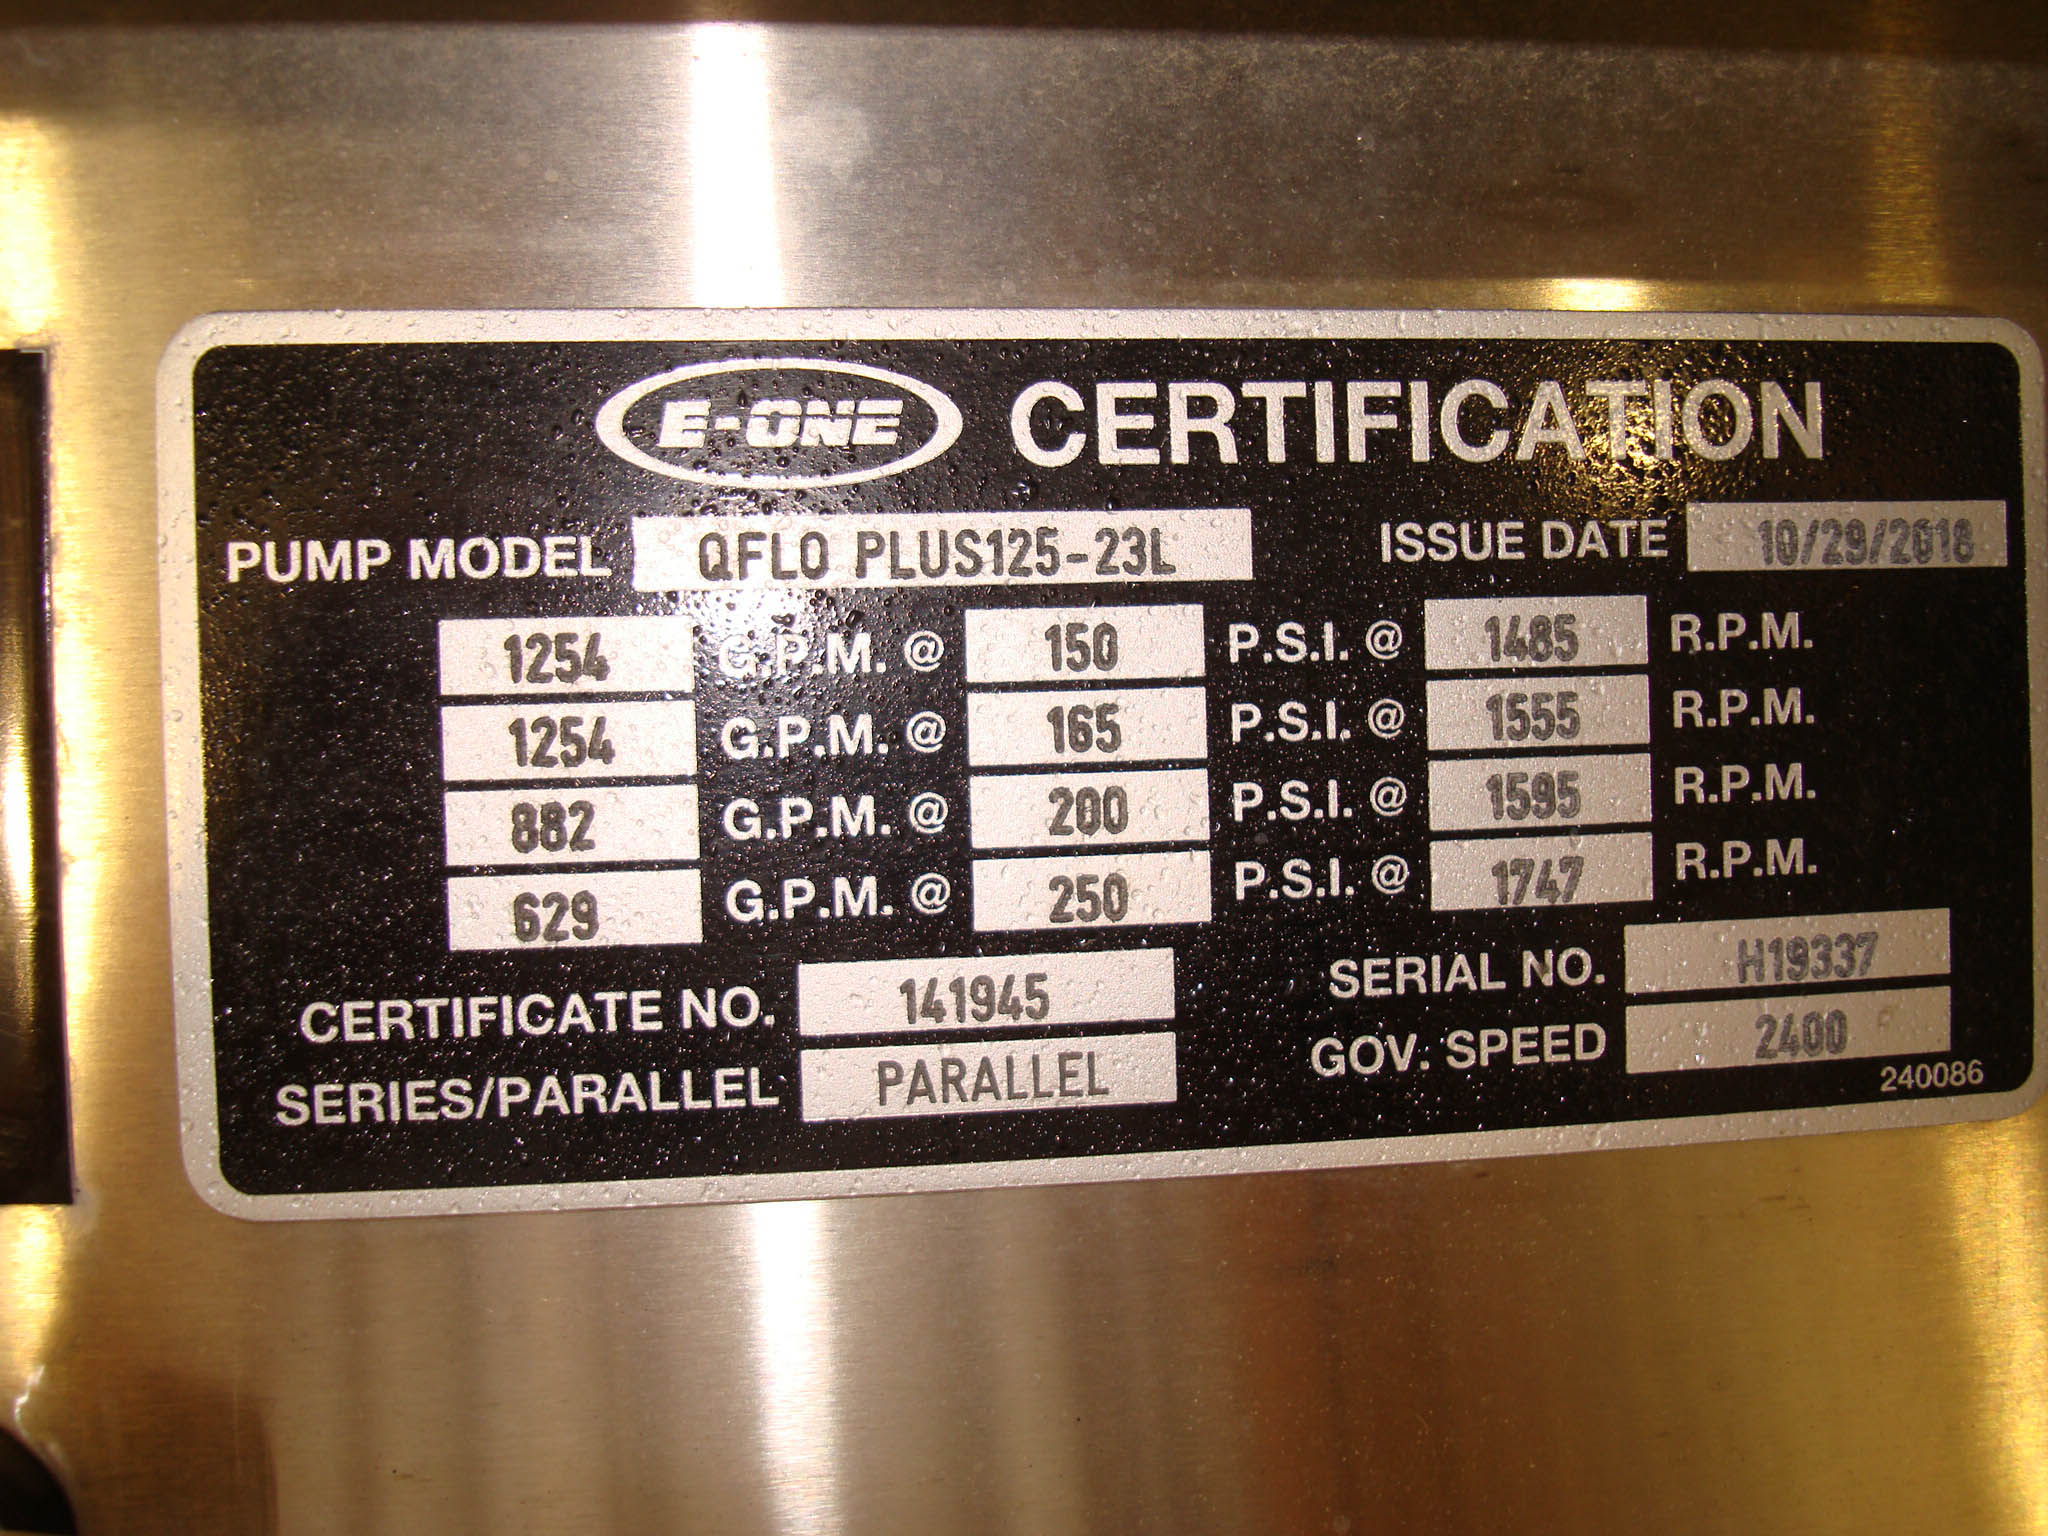 E-ONE CERTIFICATION
PUMP MODEL QFLO PLUS125-23L ISSUE DATE 10/29/2018
1254 G.P.M. @ 150 P.S.I. @ 1485 R.P.M.
1254 G.P.M. @ 165 P.S.I. @ 1555 R.P.M.
882 G.P.M. @ 200 P.S.I. @ 1595 R.P.M.
629 G.P.M. @ 250 P.S.I. @ 1747 R.P.M.
CERTIFICATE NO. 141945 SERIAL NO. H19337
SERIES/PARALLEL PARALLEL GOV. SPEED 2400
240086